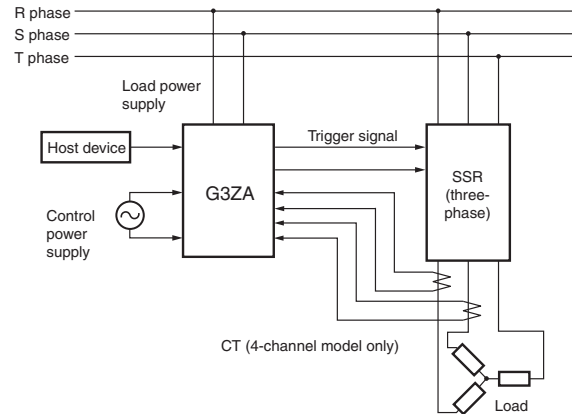 R phase
S phase
T phase
Load power
supply
Host device
Trigger signal
G3ZA
SSR
(three-
phase)
Control
power
supply
CT (4-channel model only)
Load